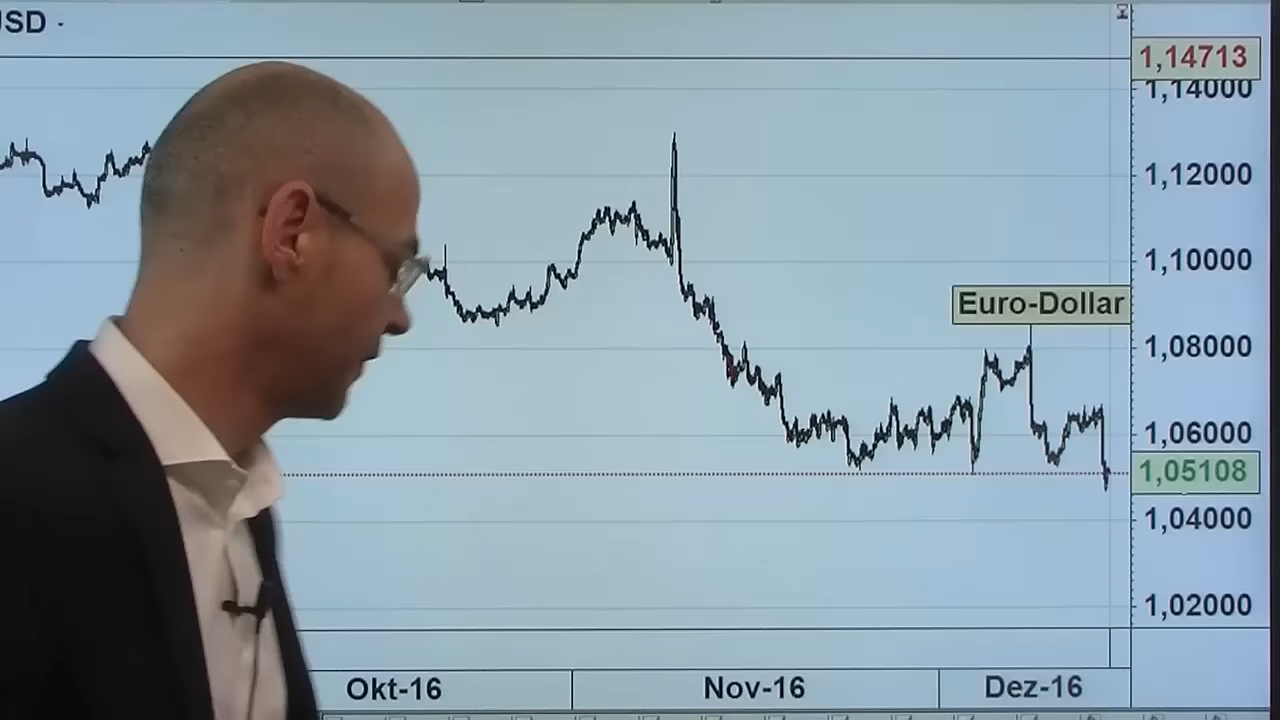 USD -
1,14713
1,14000
1,12000
1,10000
Euro-Dollar
1,08000
1,06000
1,05108
1,04000
1,02000
Okt-16
Nov-16
Dez-16